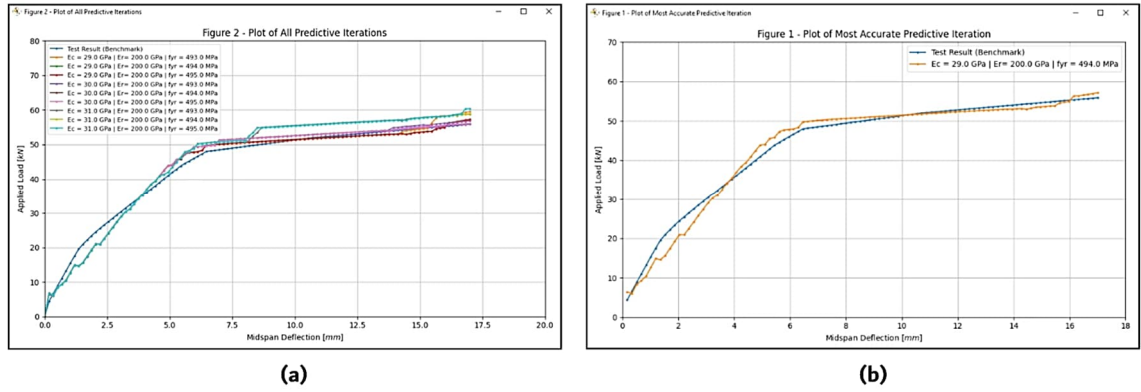 Figure 2 - Plot of All Predictive Iterations
Figure 2 - Plot of All Predictive Iterations
80
70
60
50
40
30
20
10
0
Applied Load [kN]
Test Result (Benchmark)
Ec = 29.0 GPa | Er= 200.0 GPa | fyr = 493.0 MPa
Ec = 29.0 GPa | Er= 200.0 GPa | fyr = 494.0 MPa
Ec = 29.0 GPa | Er= 200.0 GPa | fyr = 495.0 MPa
Ec = 30.0 GPa | Er= 200.0 GPa | fyr = 493.0 MPa
Ec = 30.0 GPa | Er= 200.0 GPa | fyr = 494.0 MPa
Ec = 30.0 GPa | Er= 200.0 GPa | fyr = 495.0 MPa
Ec = 31.0 GPa | Er= 200.0 GPa | fyr = 493.0 MPa
Ec = 31.0 GPa | Er= 200.0 GPa | fyr = 494.0 MPa
Ec = 31.0 GPa | Er= 200.0 GPa | fyr = 495.0 MPa
0.0 2.5 5.0 7.5 10.0 12.5 15.0 17.5 20.0
Midspan Deflection [mm]
(a)
Figure 1 - Plot of Most Accurate Predictive Iteration
Figure 1 - Plot of Most Accurate Predictive Iteration
70
60
50
40
30
20
10
0
Applied Load [kN]
Test Result (Benchmark)
Ec = 29.0 GPa | Er= 200.0 GPa | fyr = 494.0 MPa
0 2 4 6 8 10 12 14 16 18
Midspan Deflection [mm]
(b)